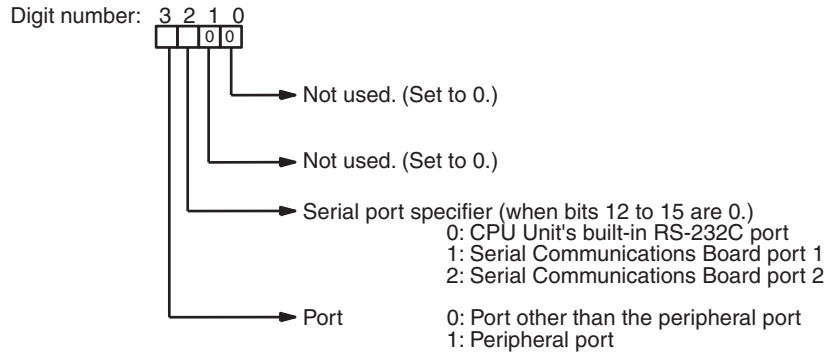 Digit number: 3 2 1 0
0 0
Not used. (Set to 0.)
Not used. (Set to 0.)
Serial port specifier (when bits 12 to 15 are 0.)
0: CPU Unit's built-in RS-232C port
1: Serial Communications Board port 1
2: Serial Communications Board port 2
Port 0: Port other than the peripheral port
1: Peripheral port